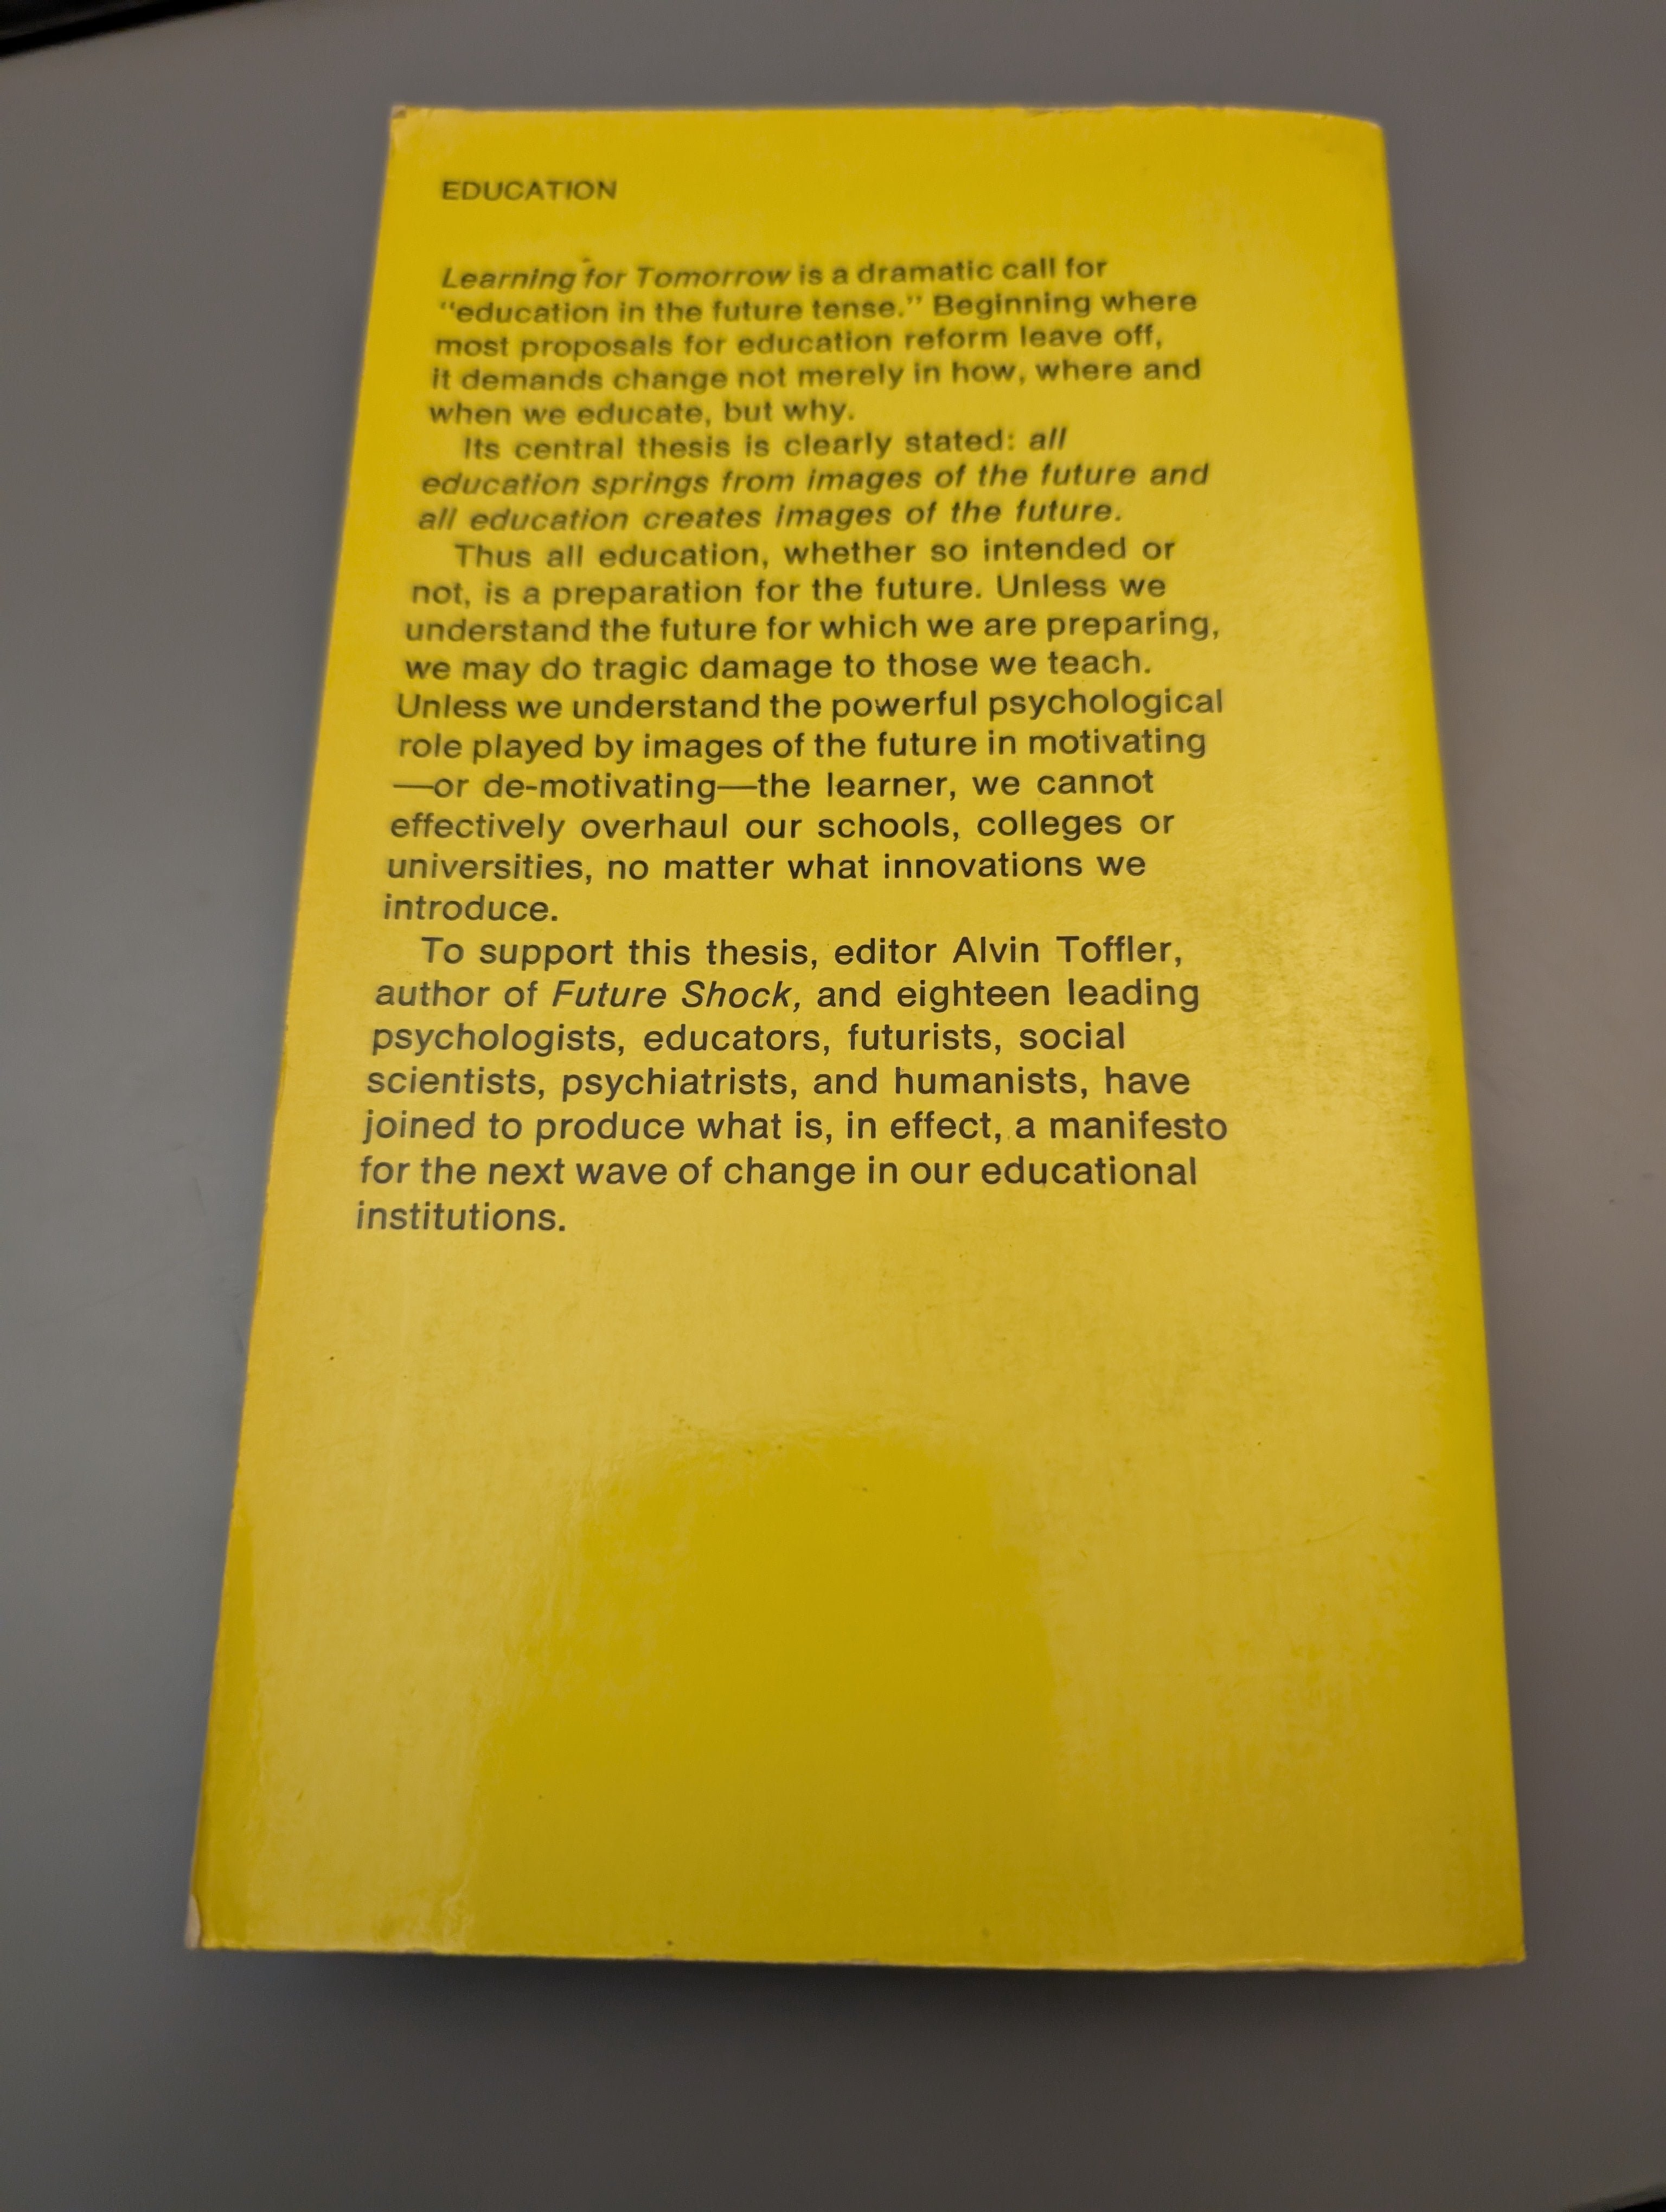 EDUCATION
Learning for Tomorrow is a dramatic call for
“education in the future tense.” Beginning where
most proposals for education reform leave off,
it demands change not merely in how, where and
when we educate, but why.
Its central thesis is clearly stated: all
education springs from images of the future and
all education creates images of the future.
Thus all education, whether so intended or
not, is a preparation for the future. Unless we
understand the future for which we are preparing,
we may do tragic damage to those we teach.
Unless we understand the powerful psychological
role played by images of the future in motivating
—or de-motivating—the learner, we cannot
effectively overhaul our schools, colleges or
universities, no matter what innovations we
introduce.
To support this thesis, editor Alvin Toffler,
author of Future Shock, and eighteen leading
psychologists, educators, futurists, social
scientists, psychiatrists, and humanists, have
joined to produce what is, in effect, a manifesto
for the next wave of change in our educational
institutions.